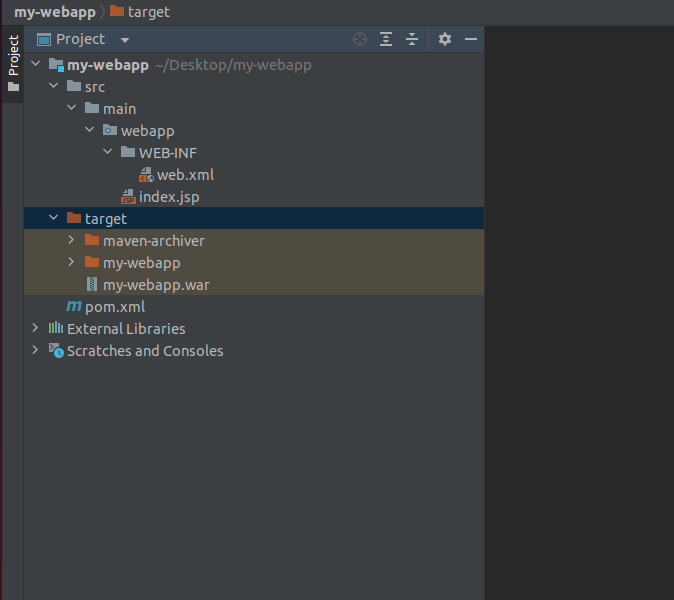 my-webapp target
Project
Project
my-webapp ~/Desktop/my-webapp
src
main
webapp
WEB-INF
web.xml
JSP index.jsp
target
maven-archiver
my-webapp
my-webapp.war
m pom.xml
External Libraries
Scratches and Consoles